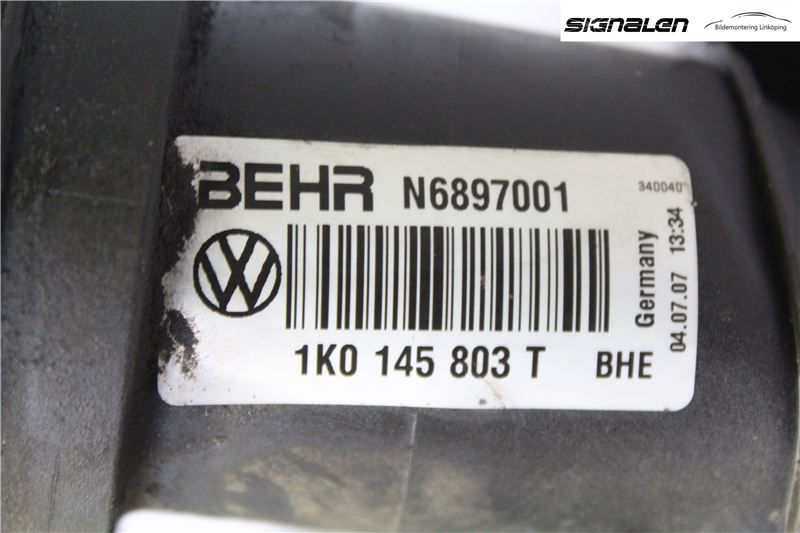 SIGNALEN
Bildemontering Linköping
BEHR N6897001
340040
1K0 145 803 T BHE
Germany
04.07.07 13:34